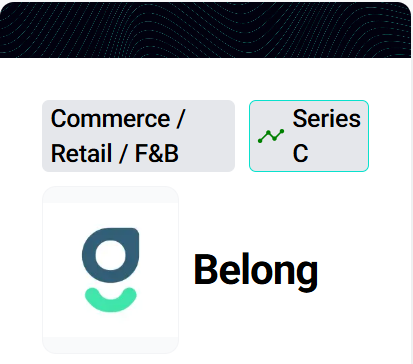 Commerce /
Retail / F&B
Series
C
Belong